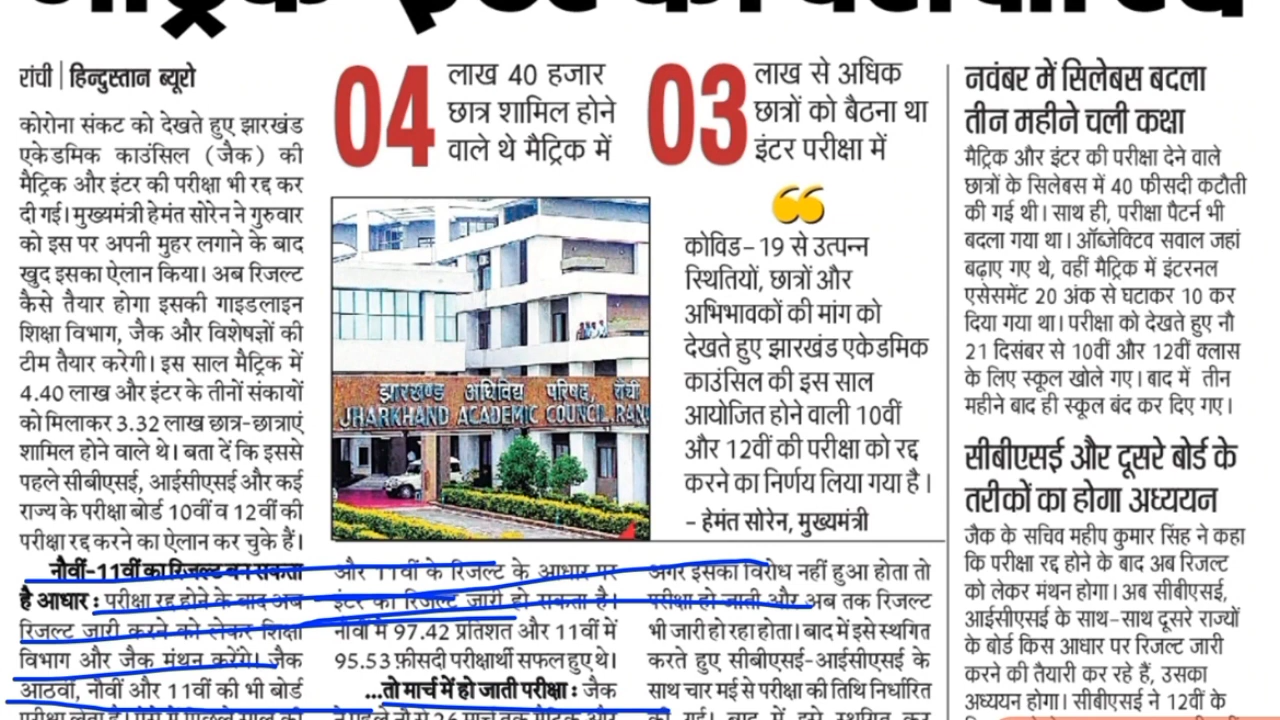 रांची | हिन्दुस्तान ब्यूरो
कोरोना संकट को देखते हुए झारखंड
एकेडमिक काउंसिल (जैक) की
मैट्रिक और इंटर की परीक्षा भी रद्द कर
दी गई। मुख्यमंत्री हेमंत सोरेन ने गुरुवार
को इस पर अपनी मुहर लगाने के बाद
खुद इसका ऐलान किया। अब रिजल्ट
कैसे तैयार होगा इसकी गाइडलाइन
शिक्षा विभाग, जैक और विशेषज्ञों की
टीम तैयार करेगी। इस साल मैट्रिक में
4.40 लाख और इंटर के तीनों संकायों
को मिलाकर 3.32 लाख छात्र-छात्राएं
शामिल होने वाले थे। बता दें कि इससे
पहले सीबीएसई, आईसीएसई और कई
राज्य के परीक्षा बोर्ड 10वीं व 12वीं की
परीक्षा रद्द करने का ऐलान कर चुके हैं।
नौवीं-11वीं का रिजल्ट बन सकता
है आधार : परीक्षा रद्द होने के बाद अब
रिजल्ट जारी करने को लेकर शिक्षा
विभाग और जैक मंथन करेंगे। जैक
आठवीं, नौवीं और 11वीं की भी बोर्ड
04 लाख 40 हजार
छात्र शामिल होने
वाले थे मैट्रिक में
03 लाख से अधिक
छात्रों को बैठना था
इंटर परीक्षा में
झारखण्ड अधिविद्य परिषद, राँची
JHARKHAND ACADEMIC COUNCIL, RAN
कोविड-19 से उत्पन्न
स्थितियों, छात्रों और
अभिभावकों की मांग को
देखते हुए झारखंड एकेडमिक
काउंसिल की इस साल
आयोजित होने वाली 10वीं
और 12वीं की परीक्षा को रद्द
करने का निर्णय लिया गया है।
- हेमंत सोरेन, मुख्यमंत्री
और 11वीं के रिजल्ट के आधार पर
इंटर का रिजल्ट जारी हो सकता है।
नौवीं में 97.42 प्रतिशत और 11वीं में
95.53 फ़ीसदी परीक्षार्थी सफल हुए थे।
...तो मार्च में हो जाती परीक्षा : जैक
अगर इसका विरोध नहीं हुआ होता तो
परीक्षा हो जाती और अब तक रिजल्ट
भी जारी हो रहा होता। बाद में इसे स्थगित
करते हुए सीबीएसई-आईसीएसई के
साथ चार मई से परीक्षा की तिथि निर्धारित
नवंबर में सिलेबस बदला
तीन महीने चली कक्षा
मैट्रिक और इंटर की परीक्षा देने वाले
छात्रों के सिलेबस में 40 फीसदी कटौती
की गई थी। साथ ही, परीक्षा पैटर्न भी
बदला गया था। ऑब्जेक्टिव सवाल जहां
बढ़ाए गए थे, वहीं मैट्रिक में इंटरनल
एसेसमेंट 20 अंक से घटाकर 10 कर
दिया गया था। परीक्षा को देखते हुए नौ
21 दिसंबर से 10वीं और 12वीं क्लास
के लिए स्कूल खोले गए। बाद में तीन
महीने बाद ही स्कूल बंद कर दिए गए।
सीबीएसई और दूसरे बोर्ड के
तरीकों का होगा अध्ययन
जैक के सचिव महीप कुमार सिंह ने कहा
कि परीक्षा रद्द होने के बाद अब रिजल्ट
को लेकर मंथन होगा। अब सीबीएसई,
आईसीएसई के साथ-साथ दूसरे राज्यों
के बोर्ड किस आधार पर रिजल्ट जारी
करने की तैयारी कर रहे हैं, उसका
अध्ययन होगा। सीबीएसई ने 12वीं के